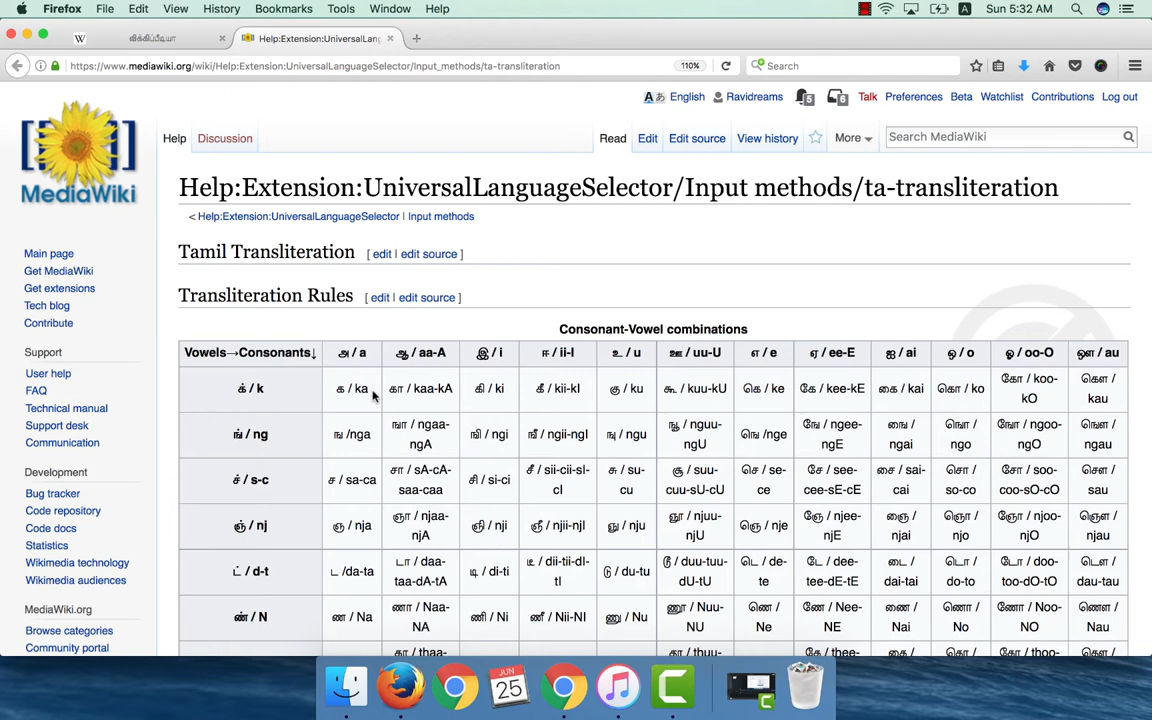 Firefox File Edit View History Bookmarks Tools Window Help A Sun 5:32 AM
W விக்கிப்பீடியா × Help:Extension:UniversalLang × +
https://www.mediawiki.org/wiki/Help:Extension:UniversalLanguageSelector/Input_methods/ta-transliteration 110% Search
English Ravidreams 5 6 Talk Preferences Beta Watchlist Contributions Log out
Help Discussion Read Edit Edit source View history More Search MediaWiki
MediaWiki
Help:Extension:UniversalLanguageSelector/Input methods/ta-transliteration
< Help:Extension:UniversalLanguageSelector | Input methods
Main page
Get MediaWiki
Get extensions
Tech blog
Contribute
Support
User help
FAQ
Technical manual
Support desk
Communication
Development
Bug tracker
Code repository
Code docs
Statistics
Wikimedia technology
Wikimedia audiences
MediaWiki.org
Browse categories
Community portal
Tamil Transliteration [ edit | edit source ]
Transliteration Rules [ edit | edit source ]
Consonant-Vowel combinations
Vowels→Consonants↓ அ / a ஆ / aa-A இ / i ஈ / ii-I உ / u ஊ / uu-U எ / e ஏ / ee-E ஐ / ai ஒ / o ஓ / oo-O ஔ / au
க் / k க / ka கா / kaa-kA கி / ki கீ / kii-kI கு / ku கூ / kuu-kU கெ / ke கே / kee-kE கை / kai கொ / ko கோ / koo-kO கௌ / kau
ங் / ng ங /nga ஙா / ngaa-ngA ஙி / ngi ஙீ / ngii-ngI ஙு / ngu ஙூ / nguu-ngU ஙெ /nge ஙே / ngee-ngE ஙை / ngai ஙொ / ngo ஙோ / ngoo-ngO ஙௌ / ngau
ச் / s-c ச / sa-ca சா / sA-cA-saa-caa சி / si-ci சீ / sii-cii-sI-cI சு / su-cu சூ / suu-cuu-sU-cU செ / se-ce சே / see-cee-sE-cE சை / sai-cai சொ / so-co சோ / soo-coo-sO-cO சௌ / sau
ஞ் / nj ஞ / nja ஞா / njaa-njA ஞி / nji ஞீ / njii-njI ஞு / nju ஞூ / njuu-njU ஞெ / nje ஞே / njee-njE ஞை / njai ஞொ / njo ஞோ / njoo-njO ஞௌ / njau
ட் / d-t ட /da-ta டா / daa-taa-dA-tA டி / di-ti டீ / dii-tii-dI-tI டு / du-tu டூ / duu-tuu-dU-tU டெ / de-te டே / dee-tee-dE-tE டை / dai-tai டொ / do-to டோ / doo-too-dO-tO டௌ / dau-tau
ண் / N ண / Na ணா / Naa-NA ணி / Ni ணீ / Nii-NI ணு / Nu ணூ / Nuu-NU ணெ / Ne ணே / Nee-NE ணை / Nai ணொ / No ணோ / Noo-NO ணௌ / Nau
JUN
25